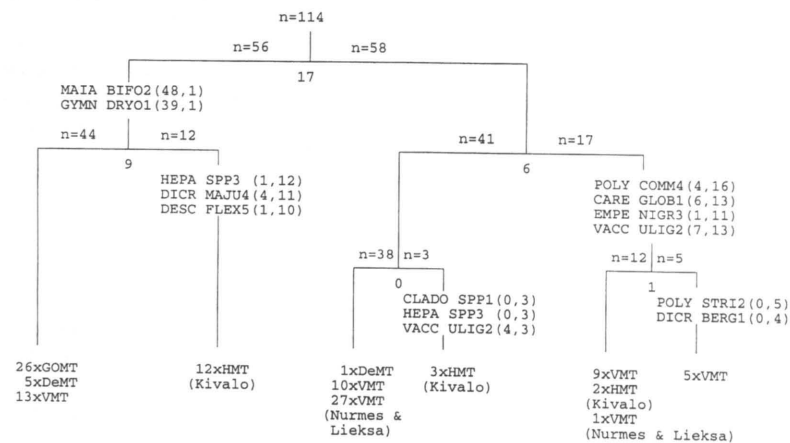 n=114
n=56 n=58
17
MAIA BIFO2(48,1)
GYMN DRYO1(39,1)
n=44 n=12
9
HEPA SPP3 (1,12)
DICR MAJU4(4,11)
DESC FLEX5(1,10)
n=41 n=17
6
POLY COMM4(4,16)
CARE GLOB1(6,13)
EMPE NIGR3(1,11)
VACC ULIG2(7,13)
n=38 n=3
0
CLADO SPP1(0,3)
HEPA SPP3 (0,3)
VACC ULIG2(4,3)
n=12 n=5
1
POLY STRI2(0,5)
DICR BERG1(0,4)
26xGOMT
5xDeMT
13xVMT
12xHMT
(Kivalo)
1xDeMT
10xVMT
27xVMT
(Nurmes &
Lieksa)
3xHMT
(Kivalo)
9xVMT
2xHMT
(Kivalo)
1xVMT
(Nurmes & Lieksa)
5xVMT